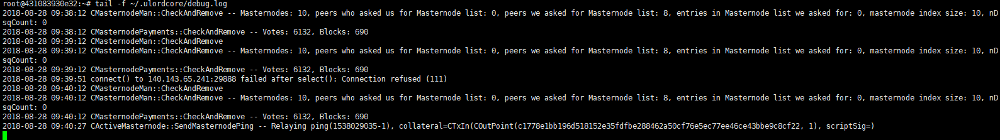 root@431083930e32:~# tail -f ~/.ulordcore/debug.log
2018-08-28 09:38:12 CMasternodeMan::CheckAndRemove -- Masternodes: 10, peers who asked us for Masternode list: 0, peers we asked for Masternode list: 8, entries in Masternode list we asked for: 0, masternode index size: 10, nD
sqCount: 0
2018-08-28 09:38:12 CMasternodePayments::CheckAndRemove -- Votes: 6132, Blocks: 690
2018-08-28 09:39:12 CMasternodeMan::CheckAndRemove
2018-08-28 09:39:12 CMasternodeMan::CheckAndRemove -- Masternodes: 10, peers who asked us for Masternode list: 0, peers we asked for Masternode list: 8, entries in Masternode list we asked for: 0, masternode index size: 10, nD
sqCount: 0
2018-08-28 09:39:12 CMasternodePayments::CheckAndRemove -- Votes: 6132, Blocks: 690
2018-08-28 09:39:51 connect() to 140.143.65.241:29888 failed after select(): Connection refused (111)
2018-08-28 09:40:12 CMasternodeMan::CheckAndRemove
2018-08-28 09:40:12 CMasternodeMan::CheckAndRemove -- Masternodes: 10, peers who asked us for Masternode list: 0, peers we asked for Masternode list: 8, entries in Masternode list we asked for: 0, masternode index size: 10, nD
sqCount: 0
2018-08-28 09:40:12 CMasternodePayments::CheckAndRemove -- Votes: 6132, Blocks: 690
2018-08-28 09:40:27 CActiveMasternode::SendMasternodePing -- Relaying ping(1538029035-1), collateral=CTxIn(COutPoint(c1778e1bb196d518152e35fdfbe288462a50cf76e5ec77ee46ce43bbe9c8cf22, 1), scriptSig=)